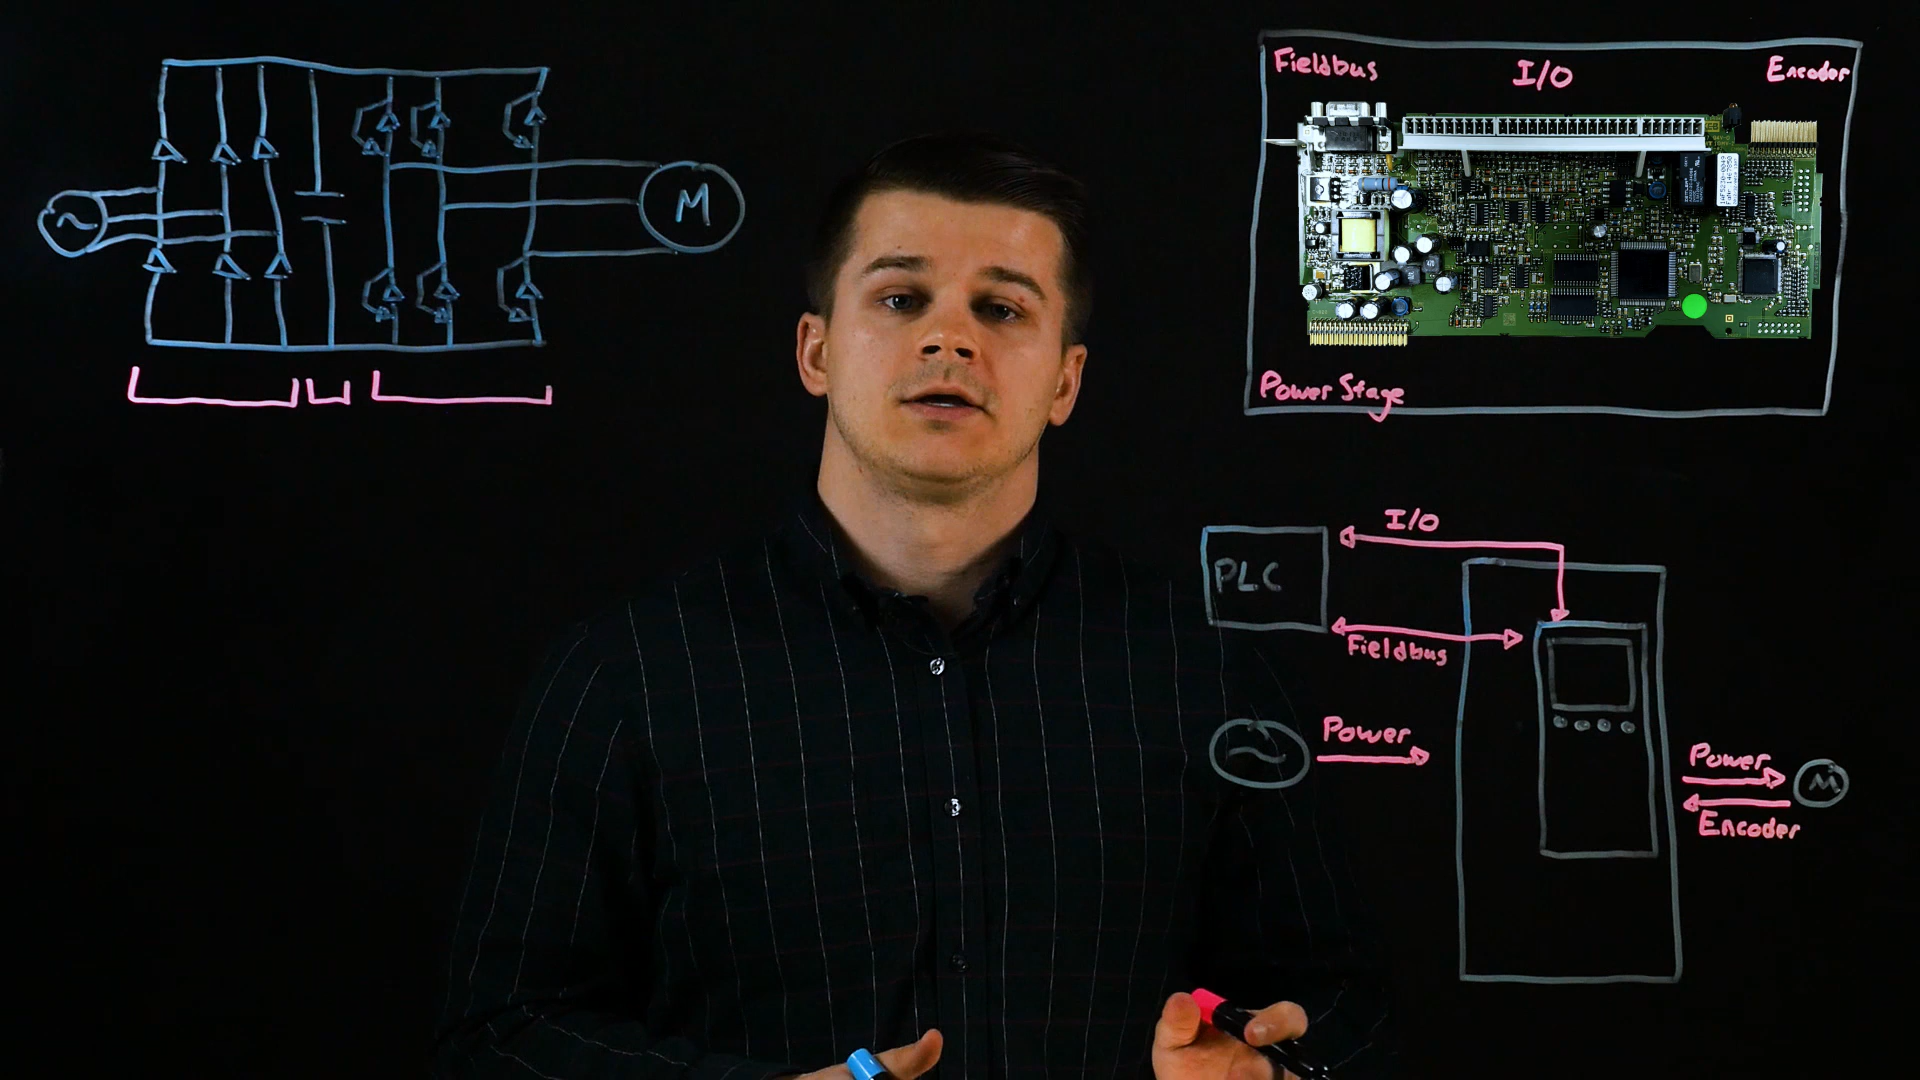 Fieldbus
I/O
Encoder
M
Power Stage
I/O
PLC
Fieldbus
Power
Power
M
Encoder